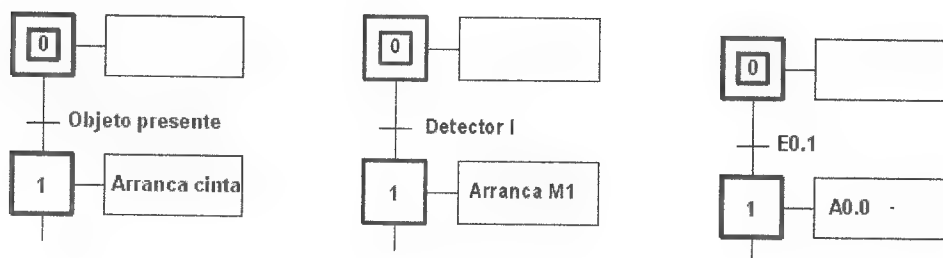 0
Objeto presente
1
Arranca cinta
0
Detector I
1
Arranca M1
0
E0.1
1
A0.0